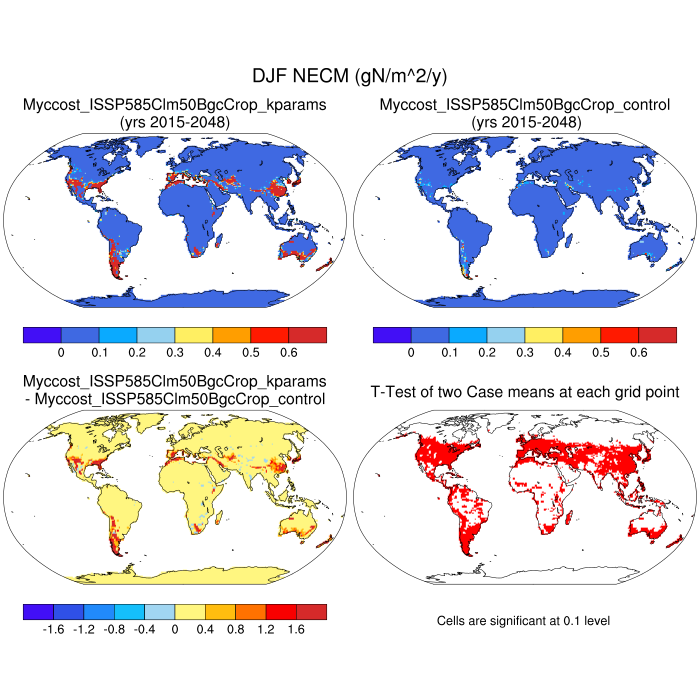 DJF NECM (gN/m^2/y)
Myccost_ISSP585Clm50BgcCrop_kparams
(yrs 2015-2048)
Myccost_ISSP585Clm50BgcCrop_control
(yrs 2015-2048)
0 0.1 0.2 0.3 0.4 0.5 0.6
0 0.1 0.2 0.3 0.4 0.5 0.6
Myccost_ISSP585Clm50BgcCrop_kparams
- Myccost_ISSP585Clm50BgcCrop_control
T-Test of two Case means at each grid point
-1.6 -1.2 -0.8 -0.4 0 0.4 0.8 1.2 1.6
Cells are significant at 0.1 level